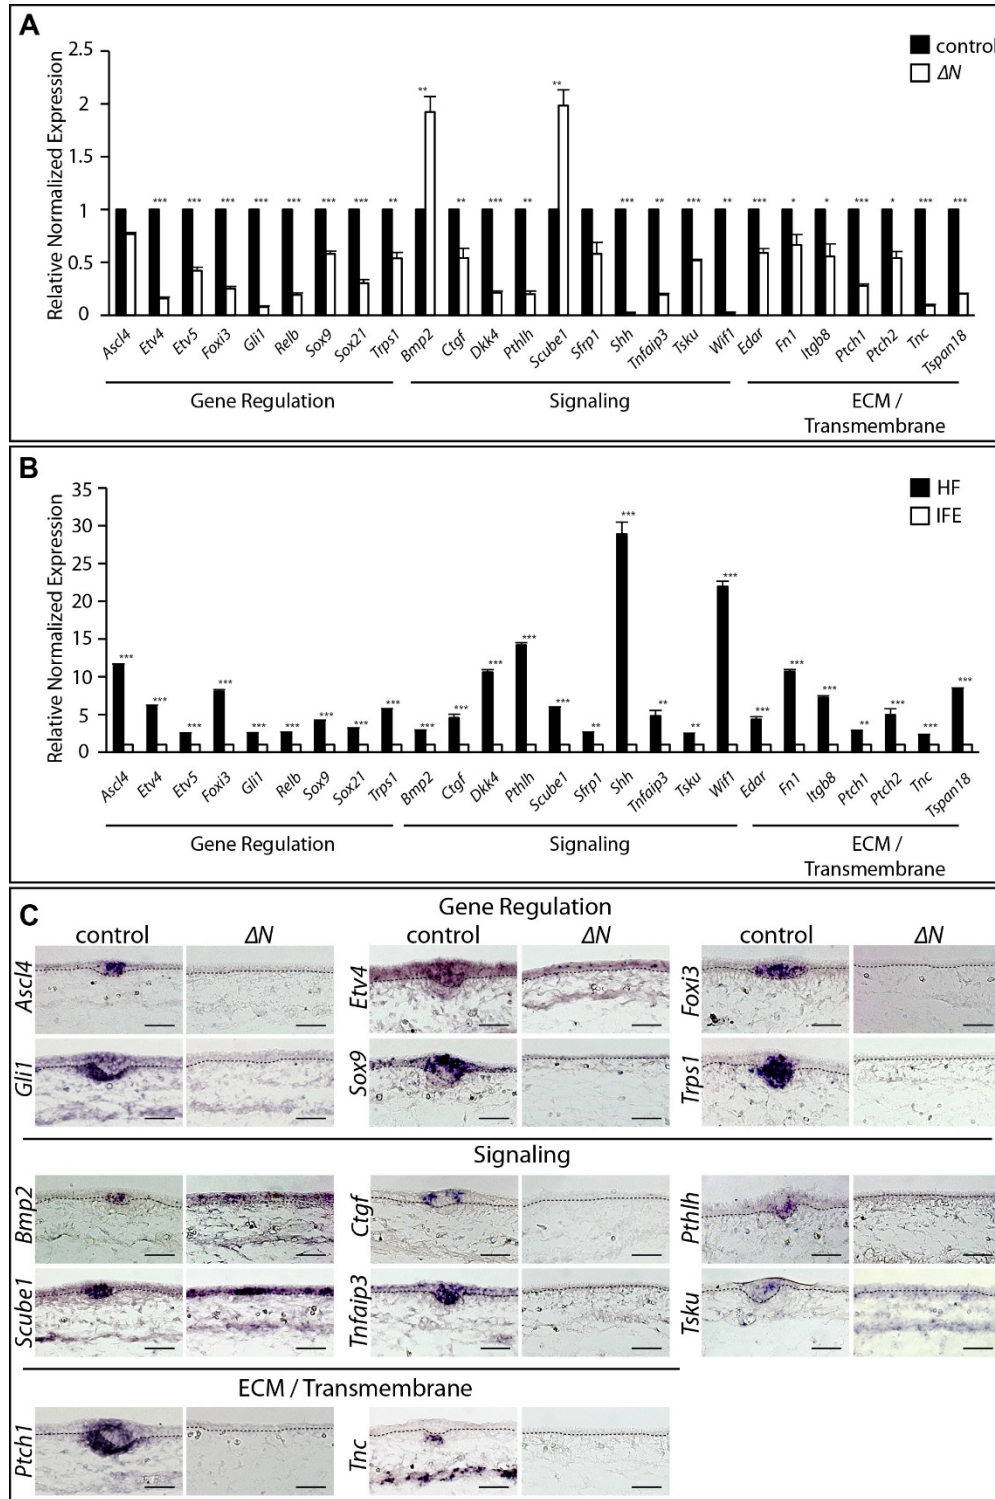 A
control
ΔN
Relative Normalized Expression
2.5
2
1.5
1
0.5
0
** **
*** *** *** *** *** *** *** ** ** *** ** *** ** *** ** *** * * *** * *** ***
Ascl4 Etv4 Etv5 Foxi3 Gli1 Relb Sox9 Sox21 Trps1 Bmp2 Ctgf Dkk4 Pthlh Scube1 Sfrp1 Shh Tnfaip3 Tsku Wif1 Edar Fn1 Itgb8 Ptch1 Ptch2 Tnc Tspan18
Gene Regulation Signaling ECM /
Transmembrane
B
HF
IFE
Relative Normalized Expression
35
30
25
20
15
10
5
0
*** *** *** *** *** *** *** *** *** *** *** *** *** *** ** *** ** ** *** *** *** *** ** *** *** ***
Ascl4 Etv4 Etv5 Foxi3 Gli1 Relb Sox9 Sox21 Trps1 Bmp2 Ctgf Dkk4 Pthlh Scube1 Sfrp1 Shh Tnfaip3 Tsku Wif1 Edar Fn1 Itgb8 Ptch1 Ptch2 Tnc Tspan18
Gene Regulation Signaling ECM /
Transmembrane
C
Gene Regulation
control ΔN control ΔN control ΔN
Ascl4 Etv4 Foxi3
Gli1 Sox9 Trps1
Signaling
Bmp2 Ctgf Pthlh
Scube1 Tnfaip3 Tsku
ECM / Transmembrane
Ptch1 Tnc